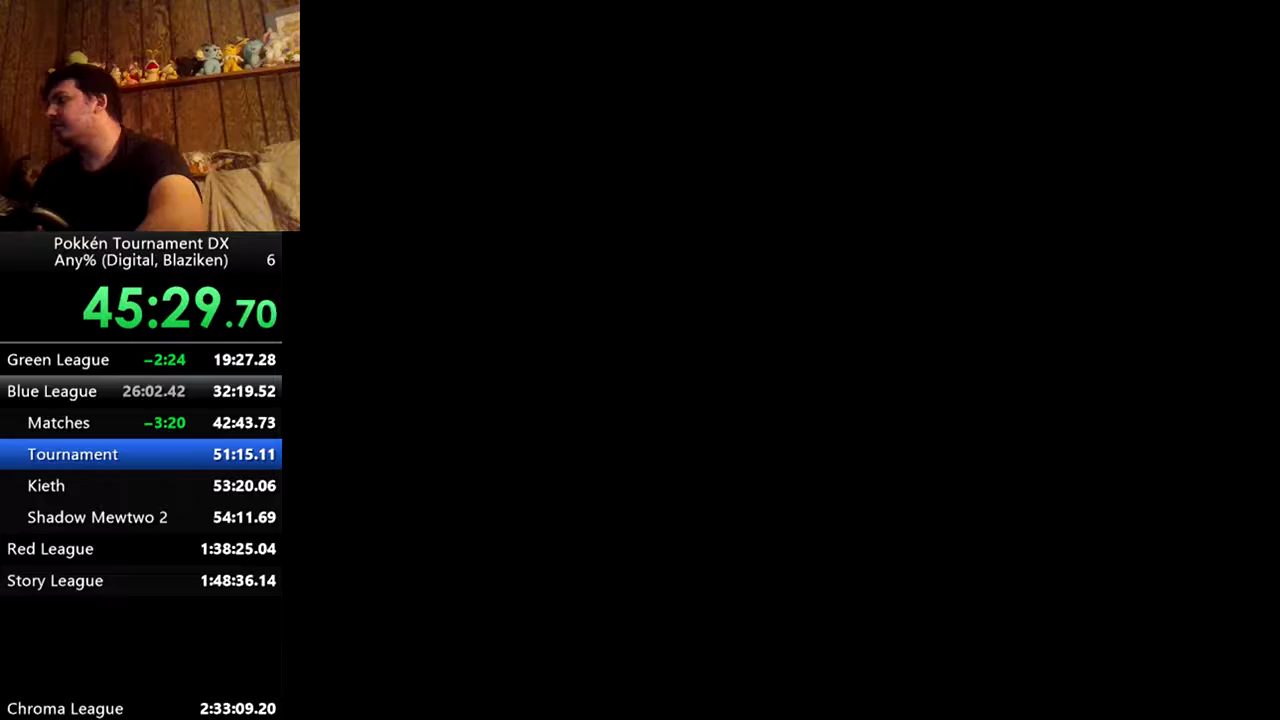 Pokkén Tournament DX
Any% (Digital, Blaziken) 6
45:29.70
Green League −2:24 19:27.28
Blue League 26:02.42 32:19.52
Matches −3:20 42:43.73
Tournament 51:15.11
Kieth 53:20.06
Shadow Mewtwo 2 54:11.69
Red League 1:38:25.04
Story League 1:48:36.14
Chroma League 2:33:09.20